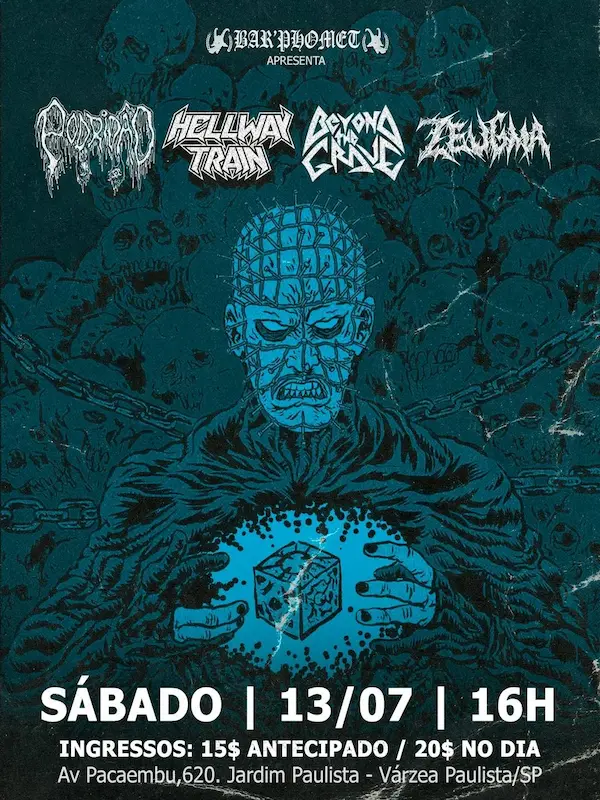 BAR'PHOMET
APRESENTA
PODRIDÃO
HELLWAY TRAIN
BEYOND THE GRAVE
ZEUGMA
SÁBADO | 13/07 | 16H
INGRESSOS: 15$ ANTECIPADO / 20$ NO DIA
Av Pacaembu,620. Jardim Paulista - Várzea Paulista/SP